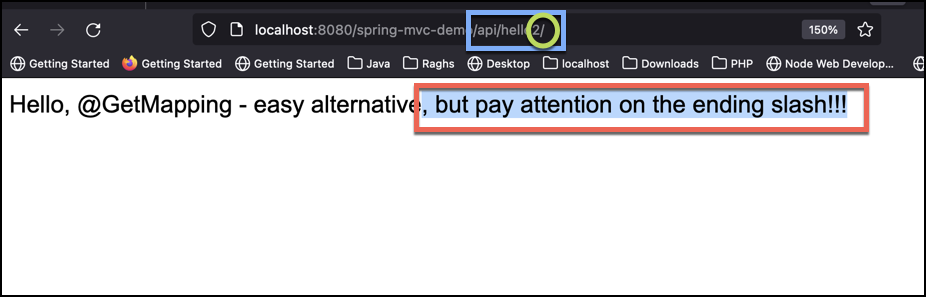 localhost:8080/spring-mvc-demo/api/hello2/
150%
Getting Started
Getting Started
Getting Started
Java
Raghs
Desktop
localhost
Downloads
PHP
Node Web Develop...
Hello, @GetMapping - easy alternative, but pay attention on the ending slash!!!